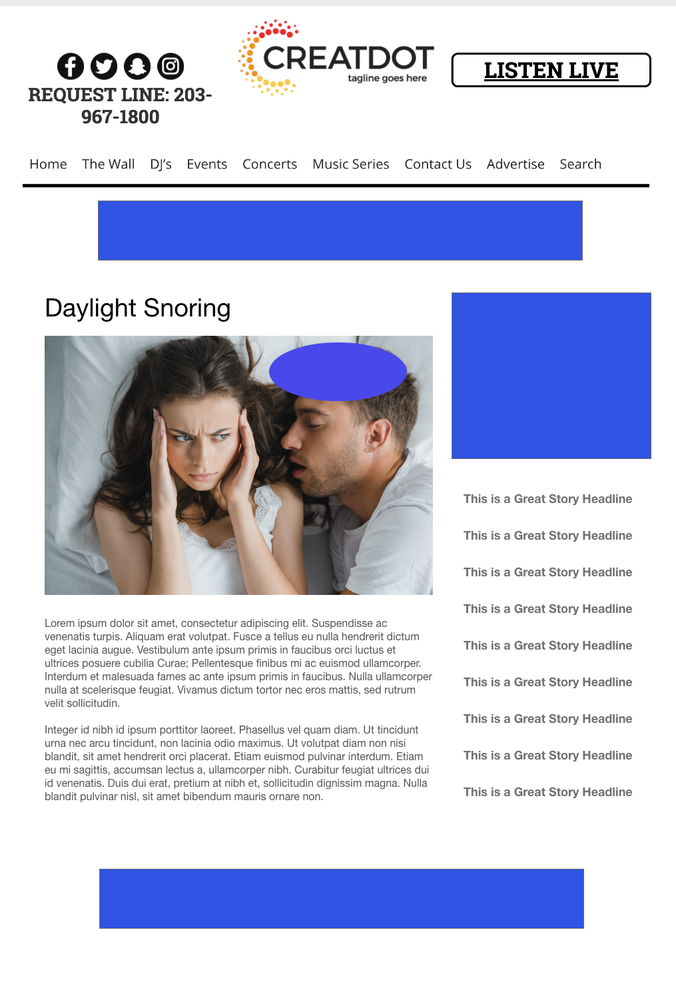 REQUEST LINE: 203-
967-1800
CREATDOT
tagline goes here
LISTEN LIVE
Home The Wall DJ’s Events Concerts Music Series Contact Us Advertise Search
Daylight Snoring
Lorem ipsum dolor sit amet, consectetur adipiscing elit. Suspendisse ac
venenatis turpis. Aliquam erat volutpat. Fusce a tellus eu nulla hendrerit dictum
eget lacinia augue. Vestibulum ante ipsum primis in faucibus orci luctus et
ultrices posuere cubilia Curae; Pellentesque finibus mi ac euismod ullamcorper.
Interdum et malesuada fames ac ante ipsum primis in faucibus. Nulla ullamcorper
nulla at scelerisque feugiat. Vivamus dictum tortor nec eros mattis, sed rutrum
velit sollicitudin.
Integer id nibh id ipsum porttitor laoreet. Phasellus vel quam diam. Ut tincidunt
urna nec arcu tincidunt, non lacinia odio maximus. Ut volutpat diam non nisi
blandit, sit amet hendrerit orci placerat. Etiam euismod pulvinar interdum. Etiam
eu mi sagittis, accumsan lectus a, ullamcorper nibh. Curabitur feugiat ultrices dui
id venenatis. Duis dui erat, pretium at nibh et, sollicitudin dignissim magna. Nulla
blandit pulvinar nisl, sit amet bibendum mauris ornare non.
This is a Great Story Headline
This is a Great Story Headline
This is a Great Story Headline
This is a Great Story Headline
This is a Great Story Headline
This is a Great Story Headline
This is a Great Story Headline
This is a Great Story Headline
This is a Great Story Headline